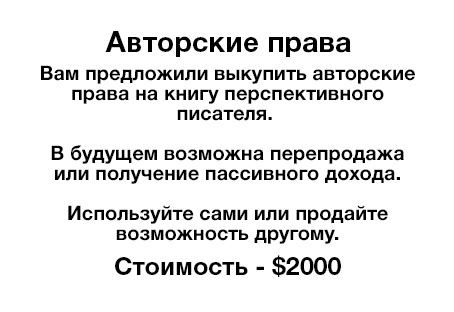 Авторские права
Вам предложили выкупить авторские
права на книгу перспективного
писателя.
В будущем возможна перепродажа
или получение пассивного дохода.
Используйте сами или продайте
возможность другому.
Стоимость - $2000